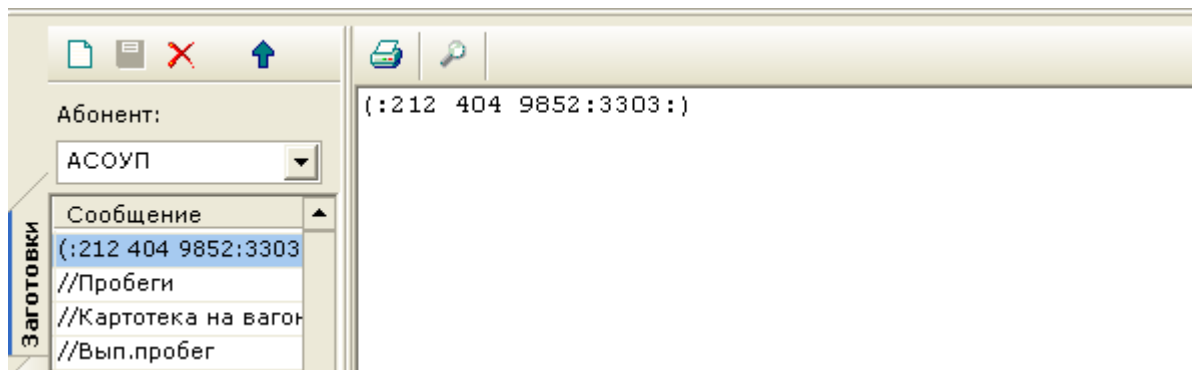 Абонент:
АСОУП
Сообщение
(:212 404 9852:3303
//Пробеги
//Картотека на вагон
//Вып.пробег
Заготовки
(:212 404 9852:3303:)